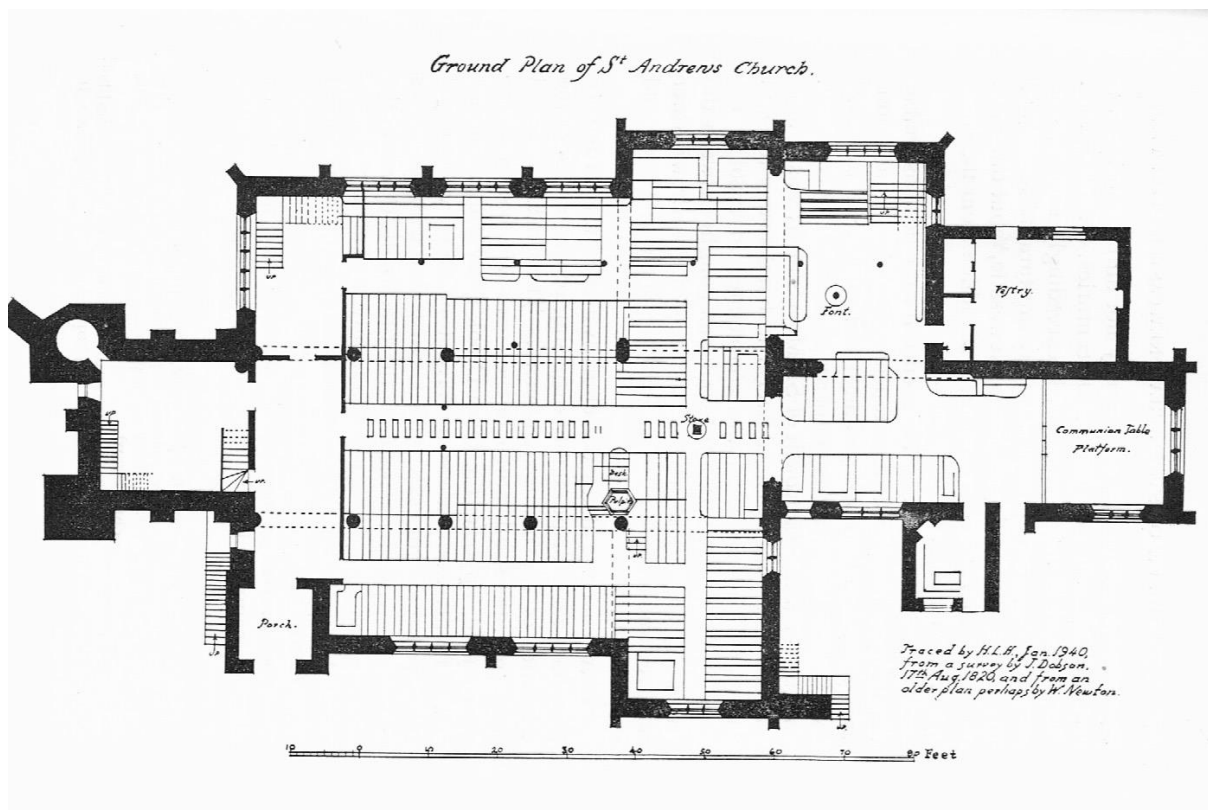 Ground Plan of St Andrews Church.
UP.
UP.
Vestry.
Font.
UP.
Stove
Communion Table
Platform.
Desk
UP.
Pulpit
UP.
Porch.
UP.
Traced by H.L.H., Jan. 1940,
from a survey by J. Dobson.
17th Aug. 1820, and from an
older plan perhaps by W. Newton.
UP.
10 0 10 20 30 40 50 60 70 80 Feet